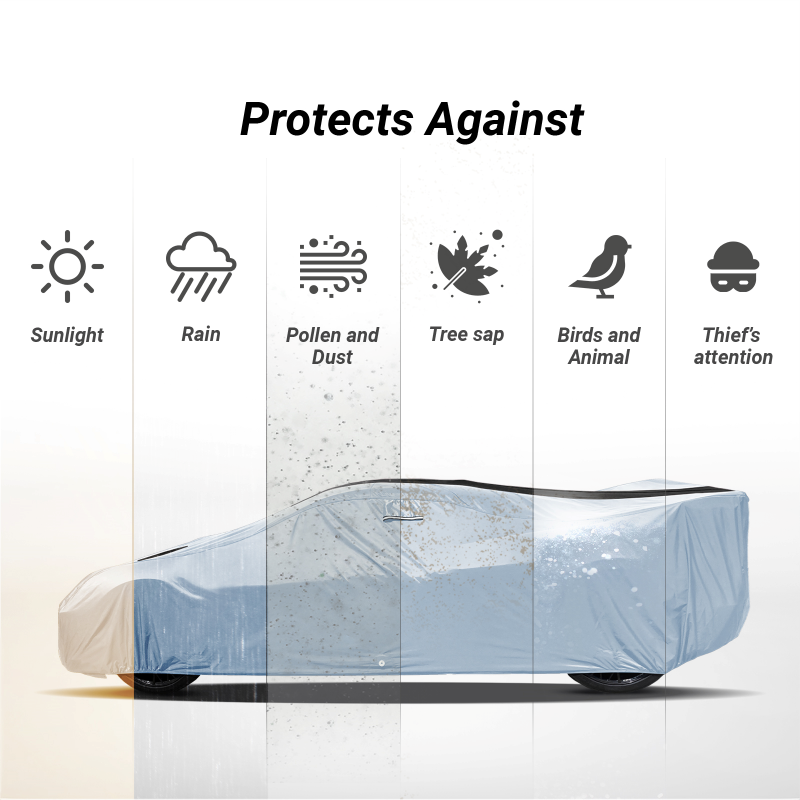 Protects Against
Sunlight
Rain
Pollen and
Dust
Tree sap
Birds and
Animal
Thief's
attention